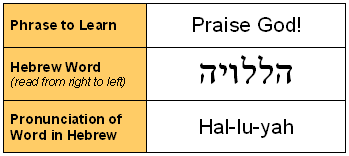 Phrase to Learn
Praise God!
Hebrew Word
(read from right to left)
הללויה
Pronunciation of
Word in Hebrew
Hal-lu-yah